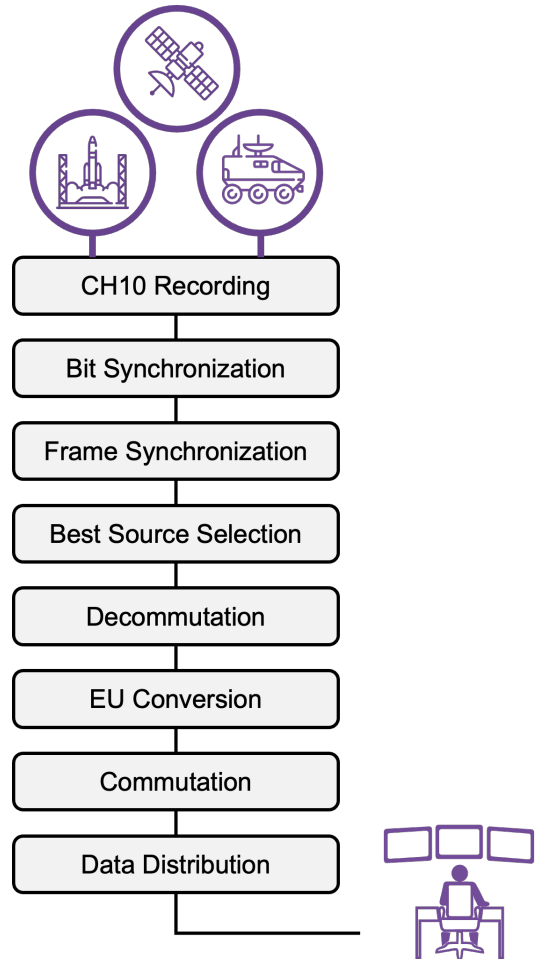 CH10 Recording
Bit Synchronization
Frame Synchronization
Best Source Selection
Decommutation
EU Conversion
Commutation
Data Distribution